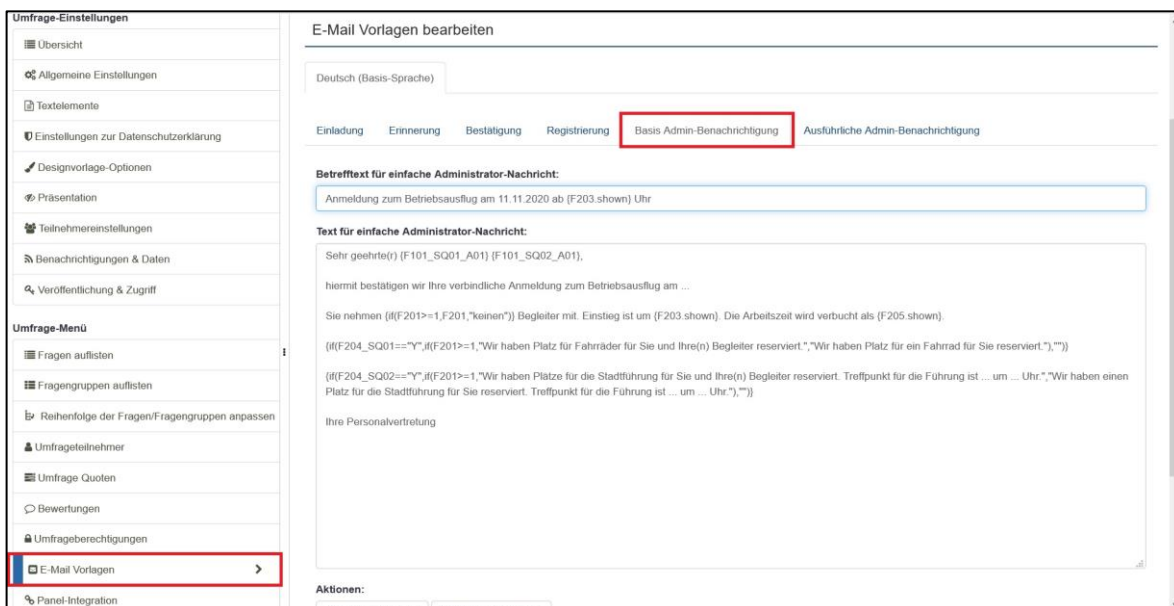 Umfrage-Einstellungen
Übersicht
Allgemeine Einstellungen
Textelemente
Einstellungen zur Datenschutzerklärung
Designvorlage-Optionen
Präsentation
Teilnehmereinstellungen
Benachrichtigungen & Daten
Veröffentlichung & Zugriff
Umfrage-Menü
Fragen auflisten
Fragengruppen auflisten
Reihenfolge der Fragen/Fragengruppen anpassen
Umfrageteilnehmer
Umfrage Quoten
Bewertungen
Umfrageberechtigungen
E-Mail Vorlagen
Panel-Integration
E-Mail Vorlagen bearbeiten
Deutsch (Basis-Sprache)
Einladung Erinnerung Bestätigung Registrierung Basis Admin-Benachrichtigung Ausführliche Admin-Benachrichtigung
Betrefftext für einfache Administrator-Nachricht:
Anmeldung zum Betriebsausflug am 11.11.2020 ab {F203.shown} Uhr
Text für einfache Administrator-Nachricht:
Sehr geehrte(r) {F101_SQ01_A01} {F101_SQ02_A01},
hiermit bestätigen wir Ihre verbindliche Anmeldung zum Betriebsausflug am ...
Sie nehmen {if(F201>=1,F201,"keinen")} Begleiter mit. Einstieg ist um {F203.shown}. Die Arbeitszeit wird verbucht als {F205.shown}.
{if(F204_SQ01=="Y",if(F201>=1,"Wir haben Platz für Fahrräder für Sie und Ihre(n) Begleiter reserviert.","Wir haben Platz für ein Fahrrad für Sie reserviert."),"")}
{if(F204_SQ02=="Y",if(F201>=1,"Wir haben Plätze für die Stadtführung für Sie und Ihre(n) Begleiter reserviert. Treffpunkt für die Führung ist ... um ... Uhr.","Wir haben einen
Platz für die Stadtführung für Sie reserviert. Treffpunkt für die Führung ist ... um ... Uhr."),"")}
Ihre Personalvertretung
Aktionen: